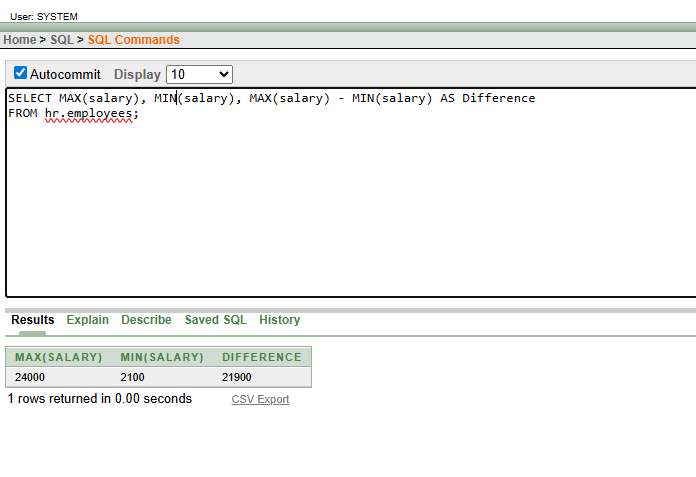 User: SYSTEM
Home > SQL > SQL Commands
Autocommit Display 10
SELECT MAX(salary), MIN(salary), MAX(salary) - MIN(salary) AS Difference
FROM hr.employees;
Results Explain Describe Saved SQL History
MAX(SALARY) MIN(SALARY) DIFFERENCE
24000 2100 21900
1 rows returned in 0.00 seconds CSV Export